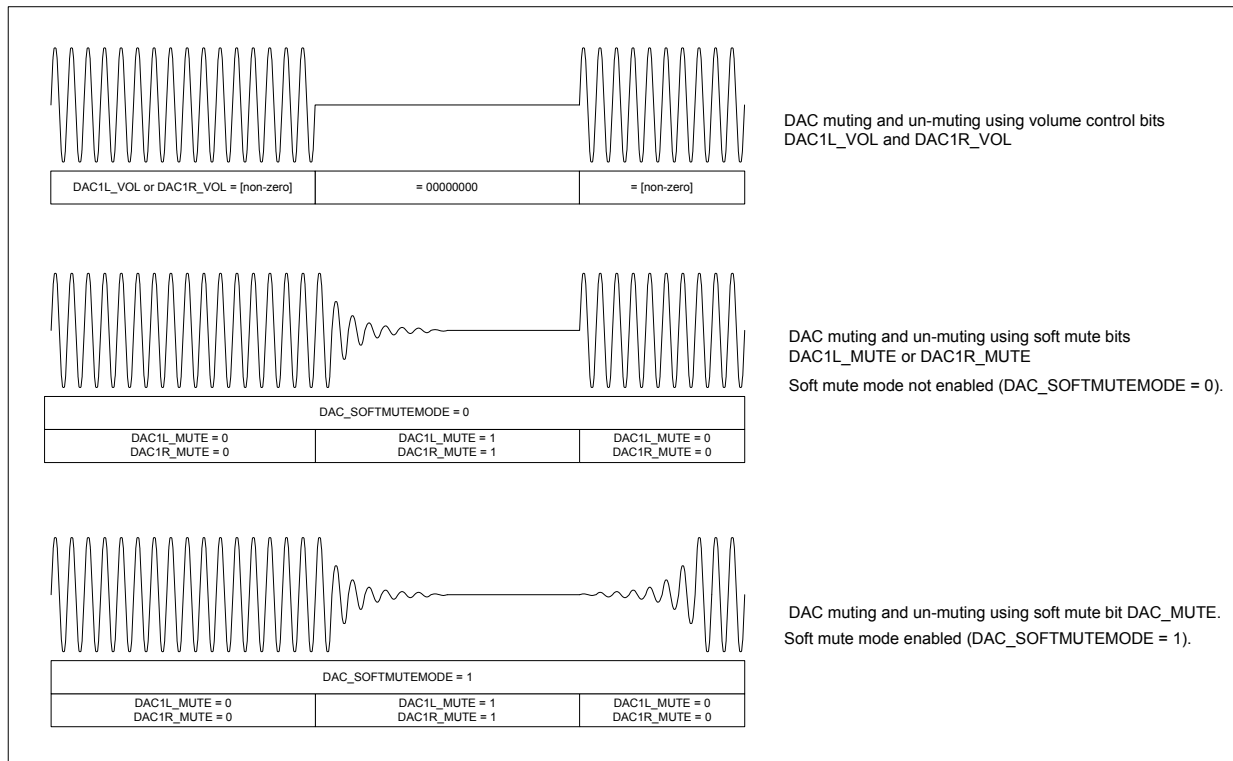 DAC muting and un-muting using volume control bits
DAC1L_VOL and DAC1R_VOL
DAC1L_VOL or DAC1R_VOL = [non-zero]
= 00000000
= [non-zero]
DAC muting and un-muting using soft mute bits
DAC1L_MUTE or DAC1R_MUTE
Soft mute mode not enabled (DAC_SOFTMUTEMODE = 0).
DAC_SOFTMUTEMODE = 0
DAC1L_MUTE = 0
DAC1R_MUTE = 0
DAC1L_MUTE = 1
DAC1R_MUTE = 1
DAC1L_MUTE = 0
DAC1R_MUTE = 0
DAC muting and un-muting using soft mute bit DAC_MUTE.
Soft mute mode enabled (DAC_SOFTMUTEMODE = 1).
DAC_SOFTMUTEMODE = 1
DAC1L_MUTE = 0
DAC1R_MUTE = 0
DAC1L_MUTE = 1
DAC1R_MUTE = 1
DAC1L_MUTE = 0
DAC1R_MUTE = 0